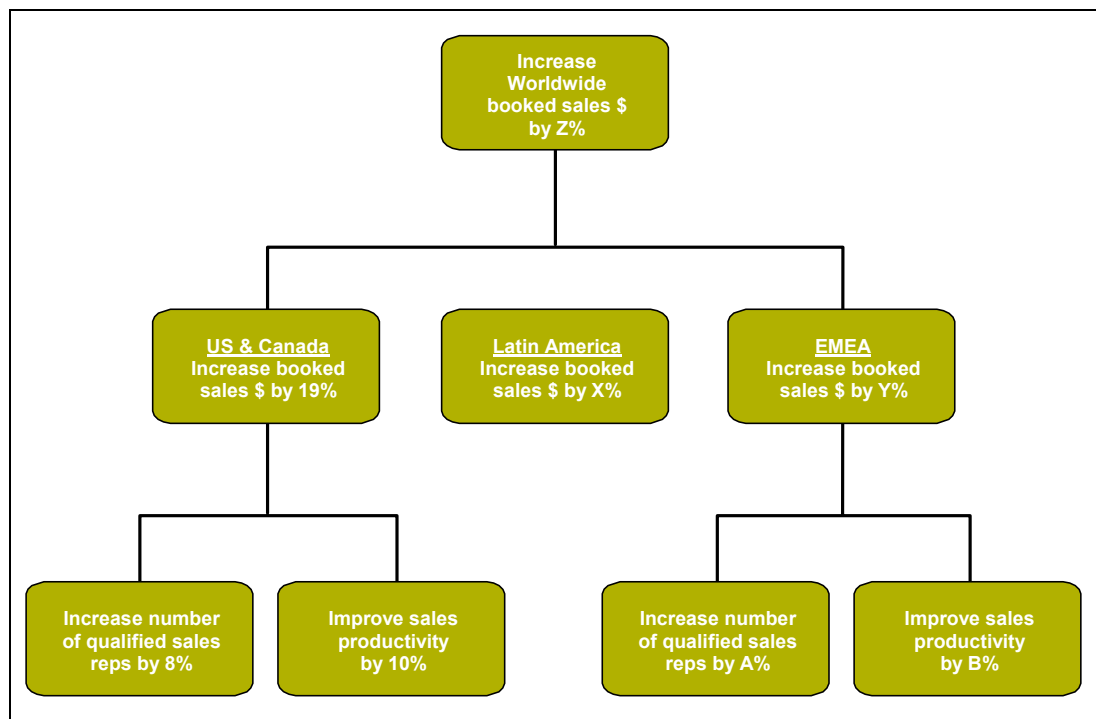 Increase
Worldwide
booked sales $
by Z%
US & Canada
Increase booked
sales $ by 19%
Latin America
Increase booked
sales $ by X%
EMEA
Increase booked
sales $ by Y%
Increase number
of qualified sales
reps by 8%
Improve sales
productivity
by 10%
Increase number
of qualified sales
reps by A%
Improve sales
productivity
by B%